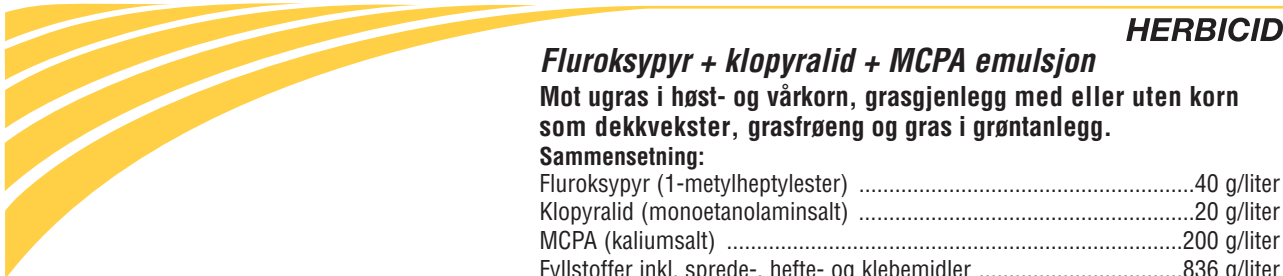 HERBICID
Fluroksypyr + klopyralid + MCPA emulsjon
Mot ugras i høst- og vårkorn, grasgjenlegg med eller uten korn
som dekkvekster, grasfrøeng og gras i grøntanlegg.
Sammensetning:
Fluroksypyr (1-metylheptylester) ........................................................40 g/liter
Klopyralid (monoetanolaminsalt) ........................................................20 g/liter
MCPA (kaliumsalt) ..............................................................................200 g/liter
Fyllstoffer inkl. sprede-, hefte- og klebemidler ..................................836 g/liter